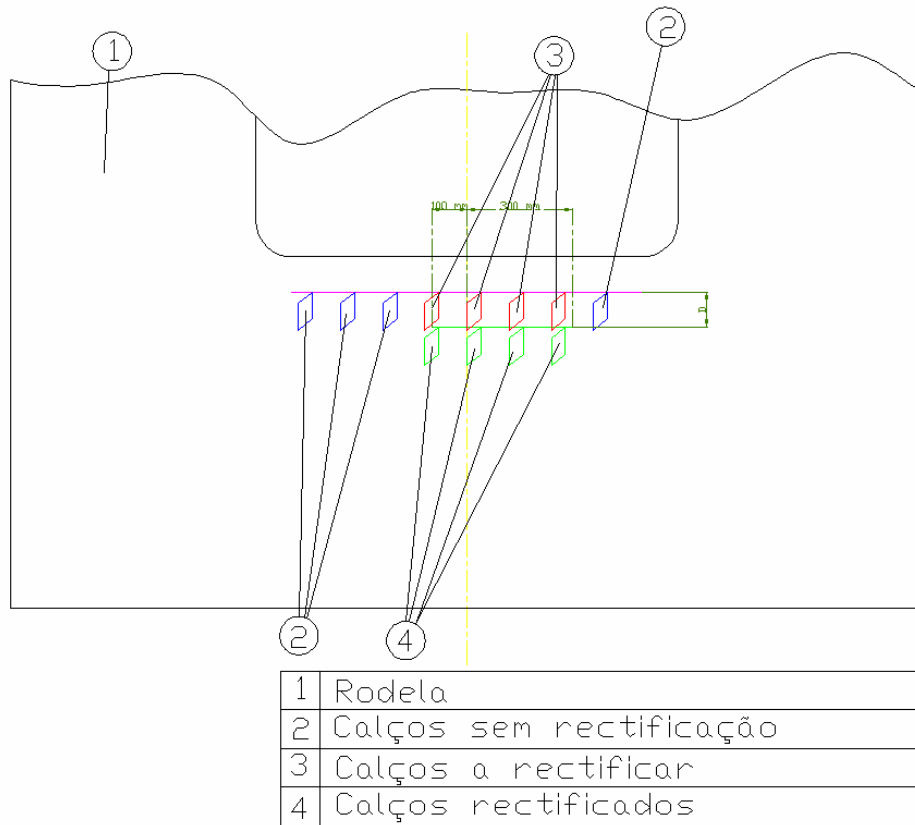 2
1
3
100 mm
300 mm
D
2
4
1 Rodela
2 Calços sem rectificação
3 Calços a rectificar
4 Calços rectificados